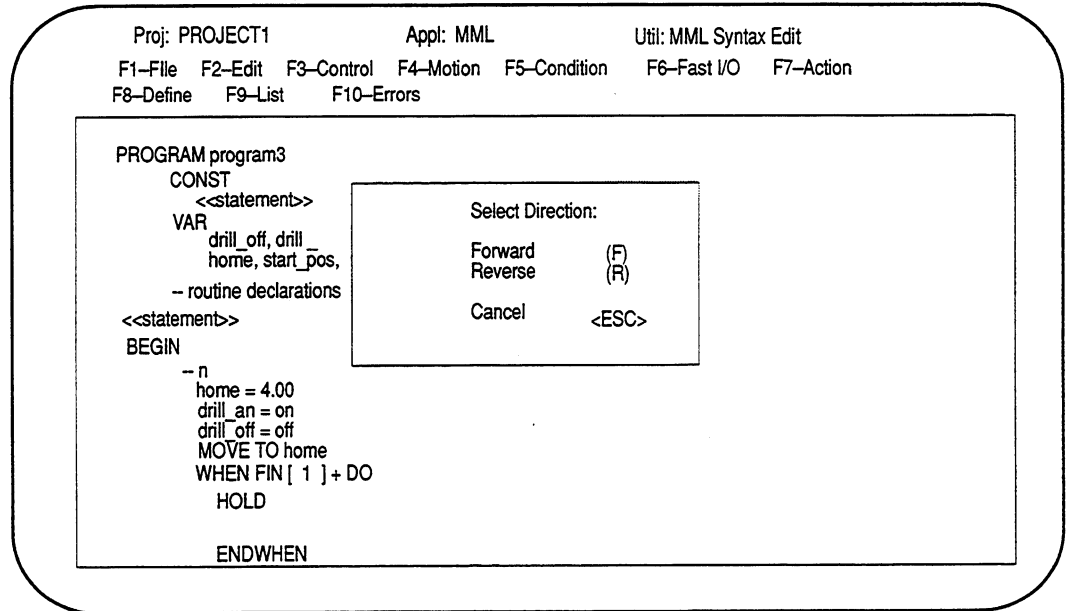 Proj: PROJECT1 Appl: MML Util: MML Syntax Edit
F1–File F2–Edit F3–Control F4–Motion F5–Condition F6–Fast I/O F7–Action
F8–Define F9–List F10–Errors
PROGRAM program3
CONST
<<statement>>
VAR
drill_off, drill _
home, start_pos,
-- routine declarations
<<statement>>
BEGIN
-- n
home = 4.00
drill_an = on
drill_off = off
MOVE TO home
WHEN FIN [ 1 ] + DO
HOLD
ENDWHEN
Select Direction:
Forward (F)
Reverse (R)
Cancel <ESC>